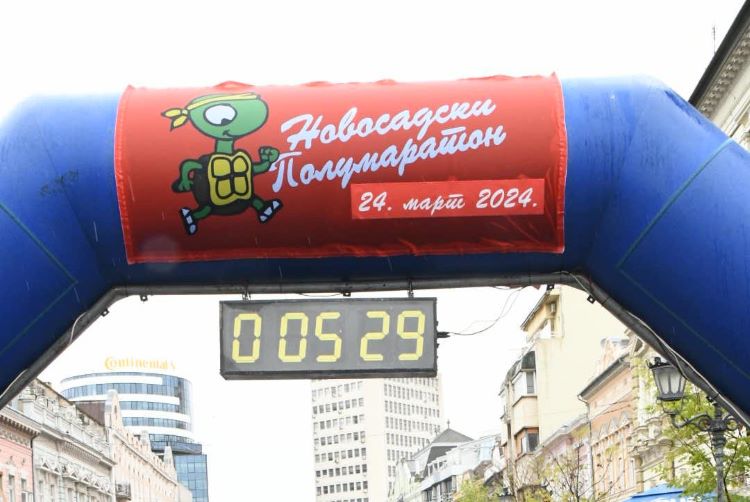 Новосадски
Полумаратон
24. март 2024.
0 05 29
Continental